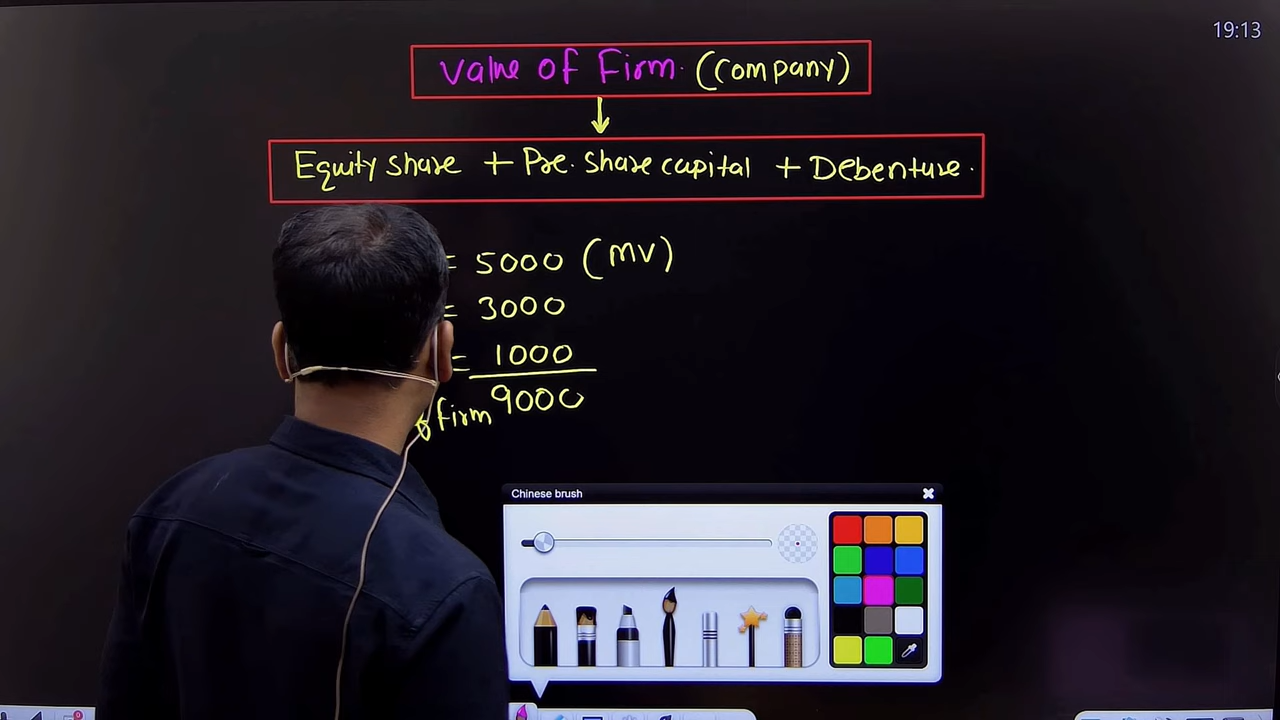 19:13
Value of Firm. (Company)
Equity share + Pre. Share capital + Debenture.
= 5000 (MV)
= 3000
= 1000
Firm 9000
Chinese brush